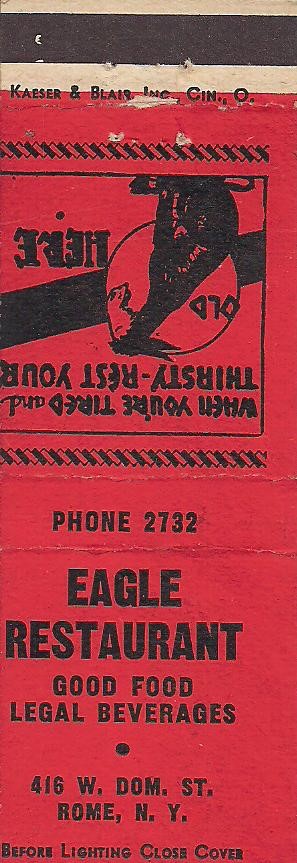 KAESER & BLAIR, INC., CIN., O.
WHEN YOU'RE TIRED and
THIRSTY-REST YOUR
OLD
HERE
PHONE 2732
EAGLE
RESTAURANT
GOOD FOOD
LEGAL BEVERAGES
416 W. DOM. ST.
ROME, N. Y.
BEFORE LIGHTING CLOSE COVER